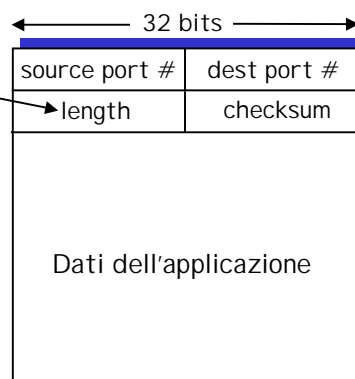 32 bits
source port # dest port #
length checksum
Dati dell'applicazione